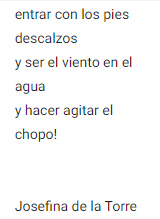 entrar con los pies
descalzos
y ser el viento en el
agua
y hacer agitar el
chopo!
Josefina de la Torre